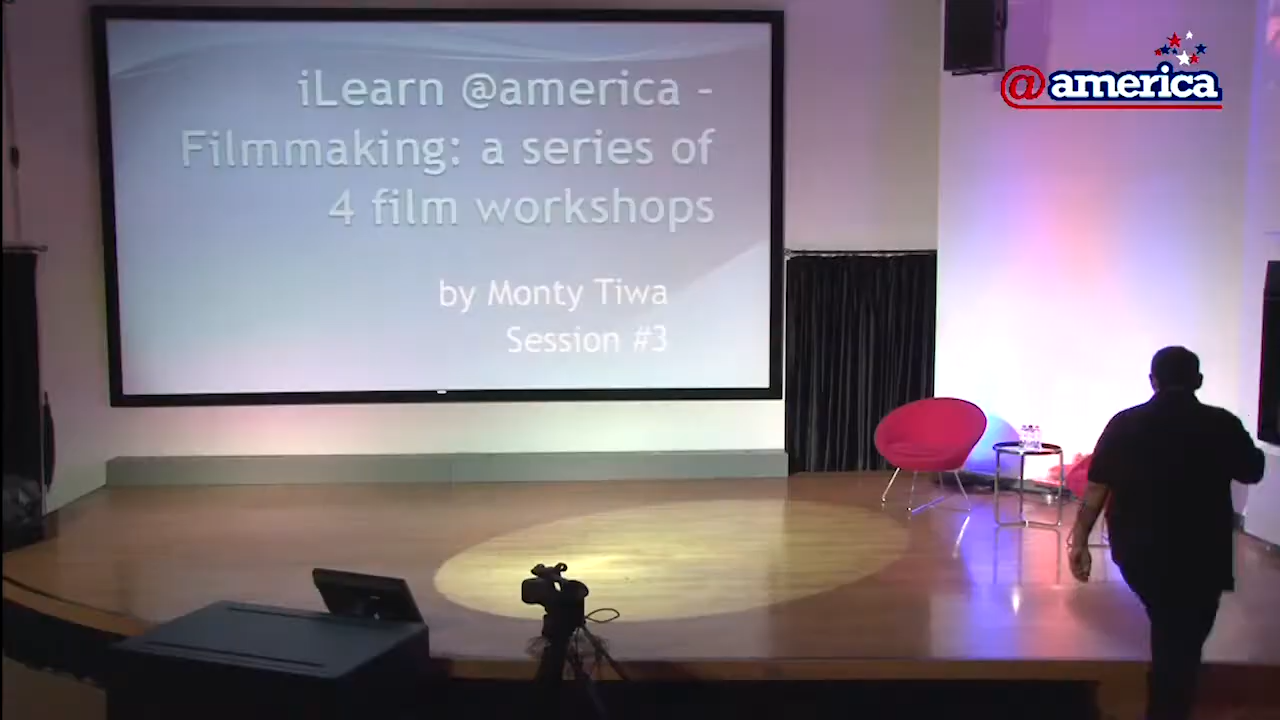 iLearn @america -
Filmmaking: a series of
4 film workshops
by Monty Tiwa
Session #3
@america